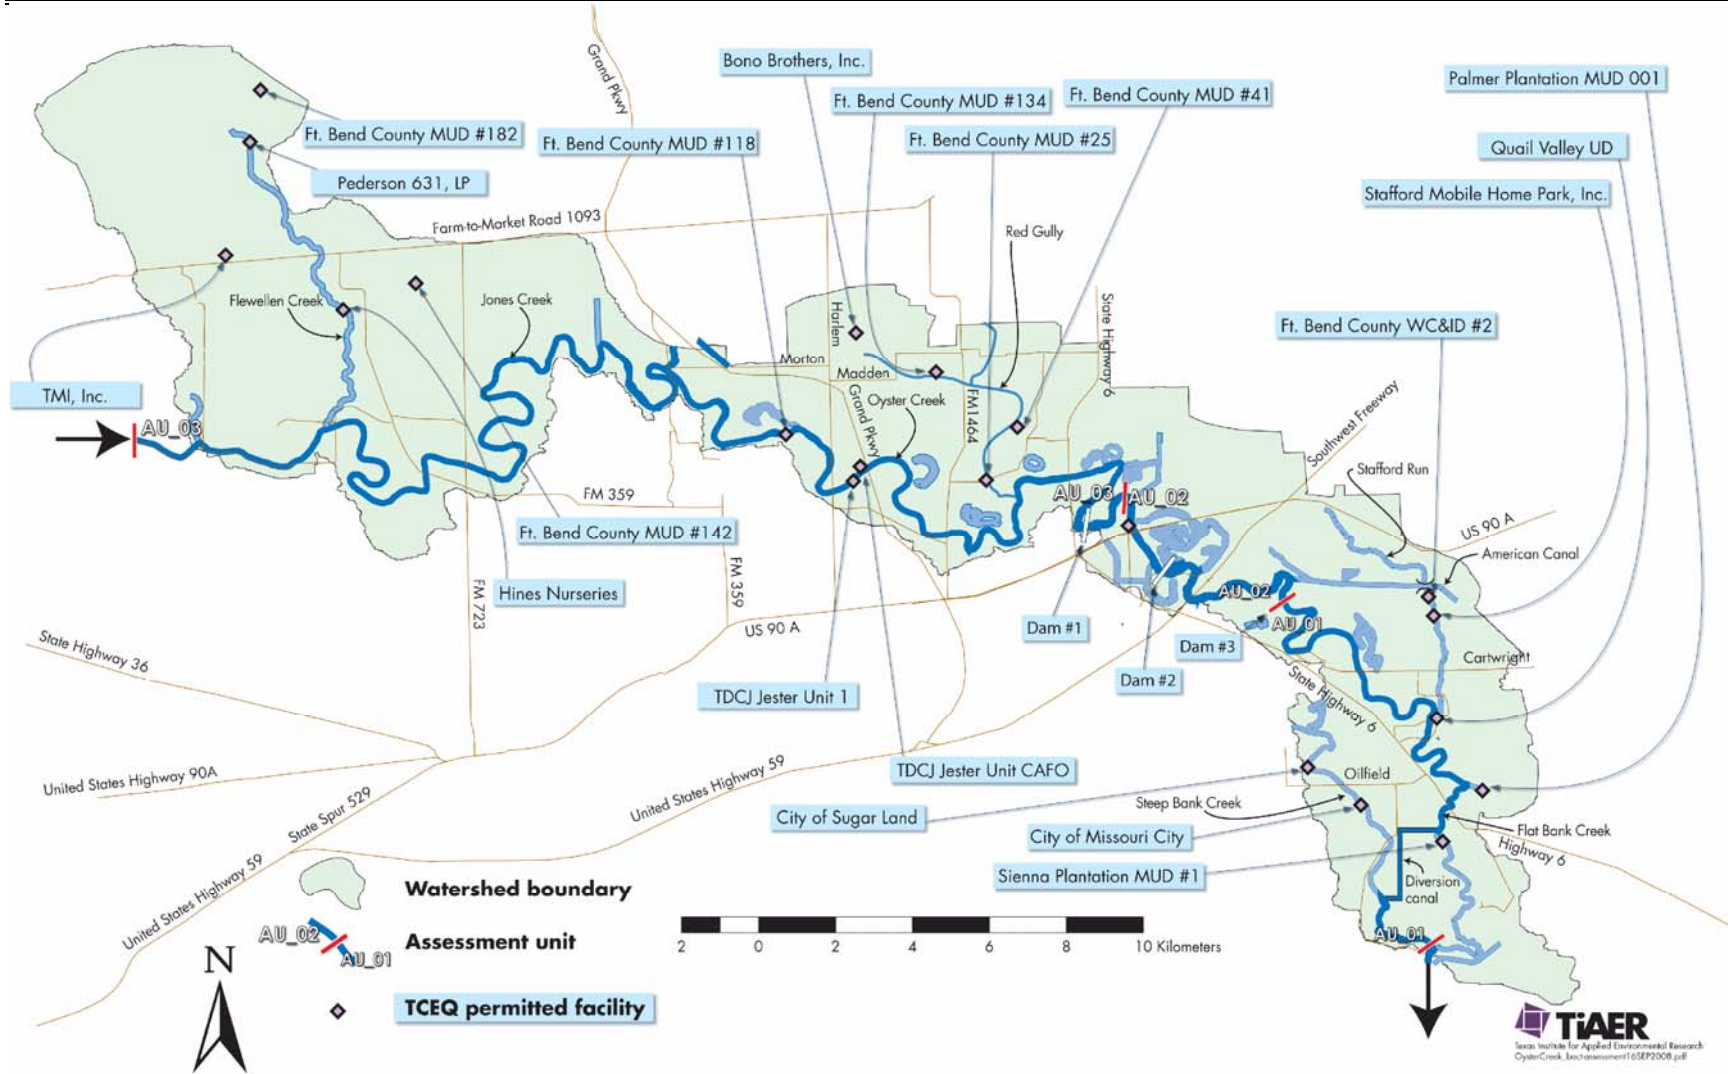 Grand Pkwy
Bono Brothers, Inc.
Palmer Plantation MUD 001
Ft. Bend County MUD #134
Ft. Bend County MUD #41
Ft. Bend County MUD #182
Ft. Bend County MUD #118
Ft. Bend County MUD #25
Quail Valley UD
Pederson 631, LP
Stafford Mobile Home Park, Inc.
Farm-to-Market Road 1093
Red Gully
Flewellen Creek
Jones Creek
Harlem
State Highway 6
Ft. Bend County WC&ID #2
Morton
Madden
TMI, Inc.
Grand Pkwy
Oyster Creek
FM1464
Southwest Freeway
AU_03
Stafford Run
FM 359
AU_03
AU_02
US 90 A
Ft. Bend County MUD #142
American Canal
FM 359
Hines Nurseries
FM 723
AU_02
US 90 A
Dam #1
AU_01
State Highway 36
Dam #3
Cartwright
Dam #2
TDCJ Jester Unit 1
State Highway 6
United States Highway 90A
TDCJ Jester Unit CAFO
Oilfield
United States Highway 59
Steep Bank Creek
State Spur 529
City of Sugar Land
City of Missouri City
Flat Bank Creek
Highway 6
Sienna Plantation MUD #1
United States Highway 59
Watershed boundary
Diversion
canal
AU_02
Assessment unit
AU_01
AU_01
2 0 2 4 6 8 10 Kilometers
N
TCEQ permitted facility
TIAER
Texas Institute for Applied Environmental Research
OysterCreek_bactassessment16SEP2008.pdf